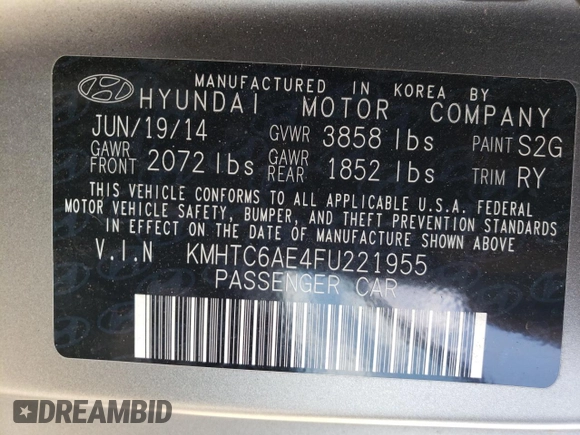 MANUFACTURED IN KOREA BY
HYUNDAI MOTOR COMPANY
JUN/19/14 GVWR 3858 lbs PAINT S2G
GAWR FRONT 2072 lbs GAWR REAR 1852 lbs TRIM RY
THIS VEHICLE CONFORMS TO ALL APPLICABLE U.S.A. FEDERAL
MOTOR VEHICLE SAFETY, BUMPER, AND THEFT PREVENTION STANDARDS
IN EFFECT ON THE DATE OF MANUFACTURE SHOWN ABOVE
V.I.N KMHTC6AE4FU221955
PASSENGER CAR
DREAMBID